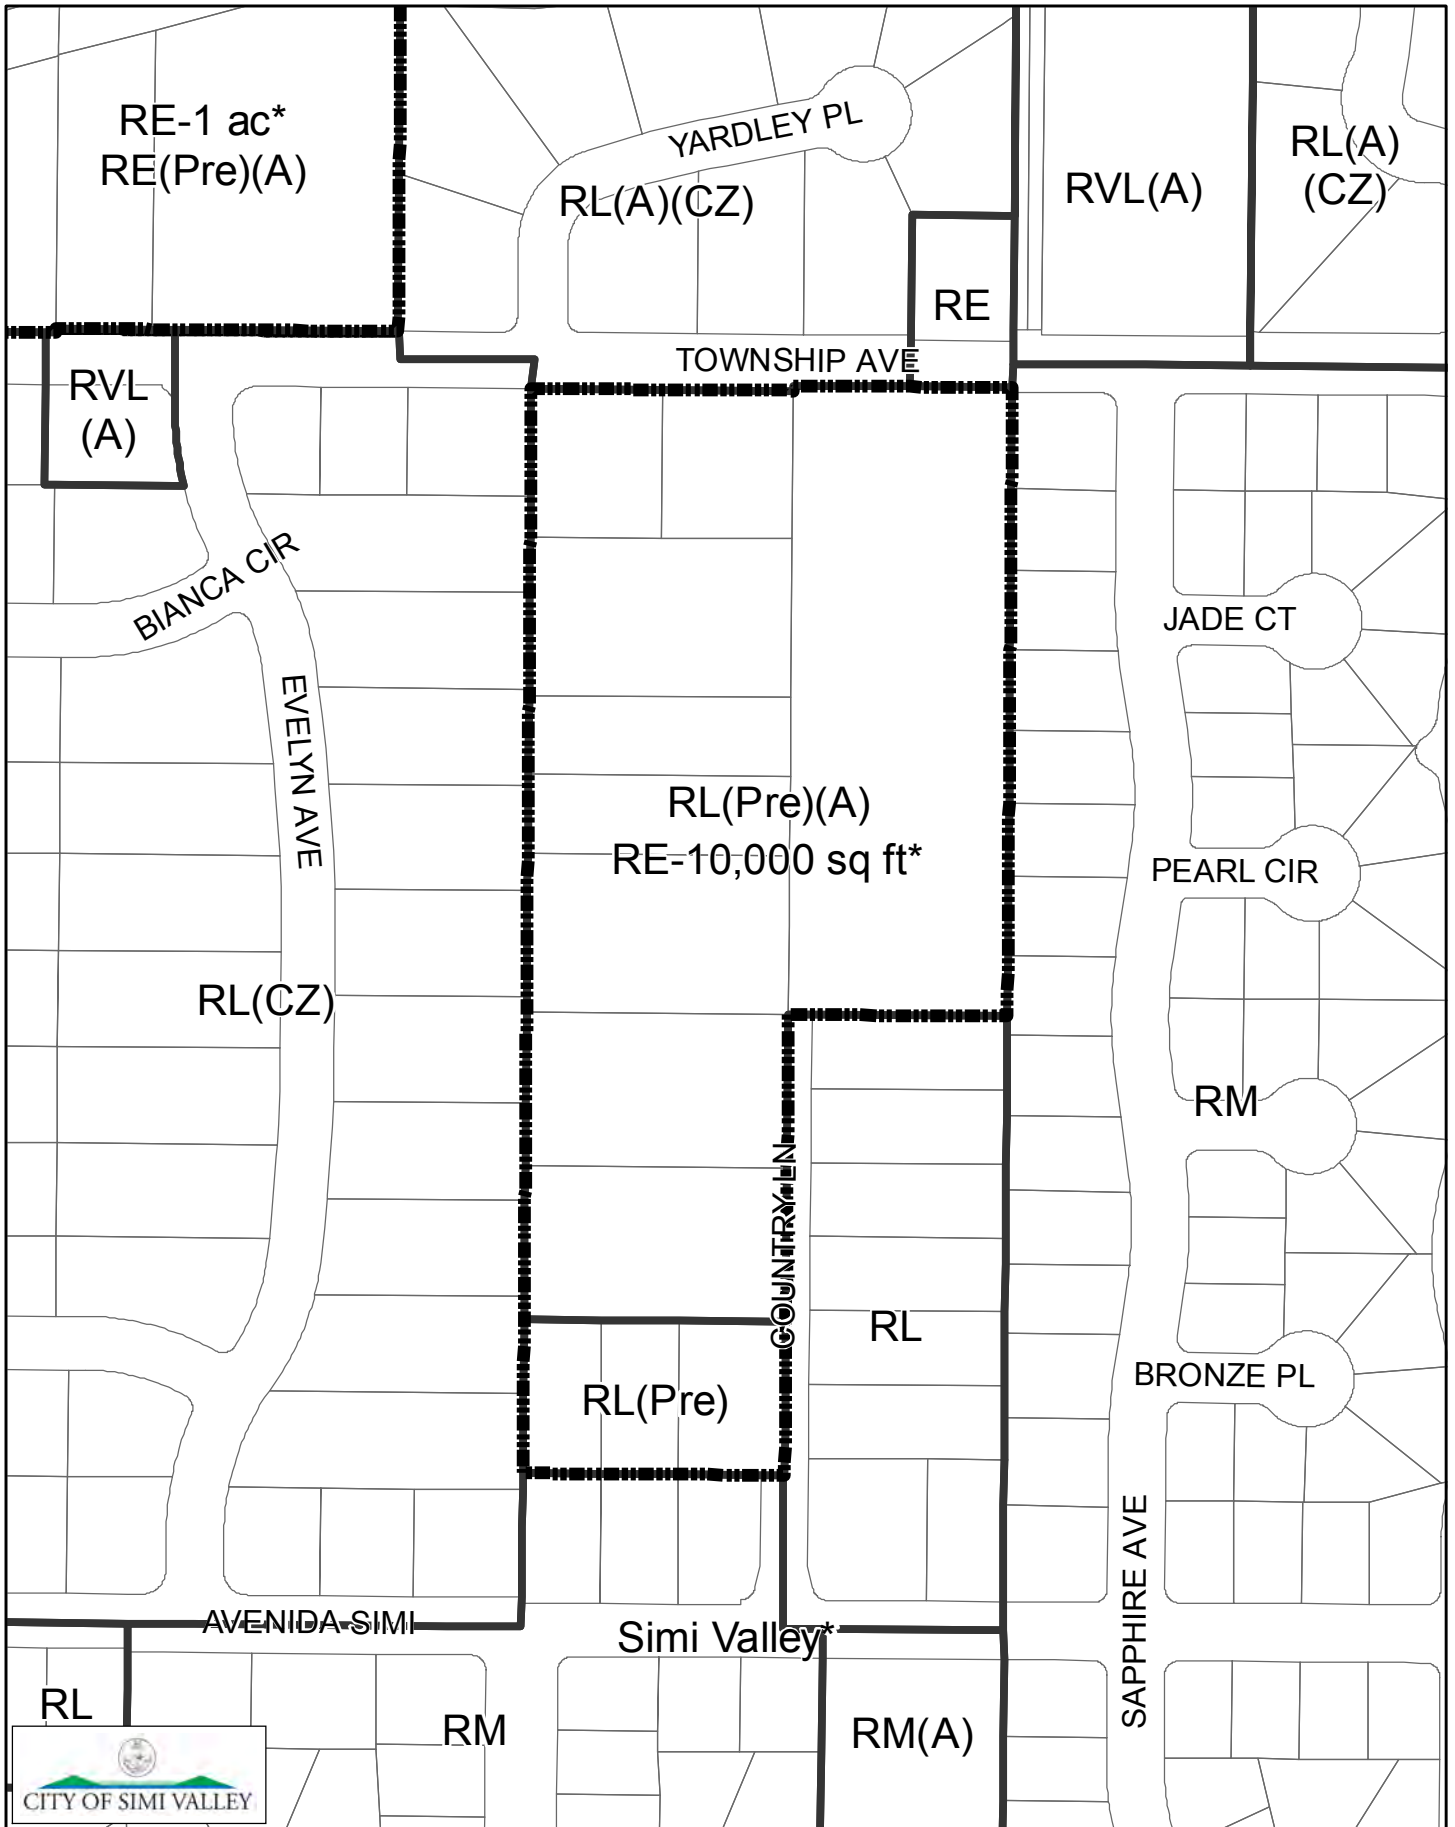 RE-1 ac*
RE(Pre)(A)
YARDLEY PL
RL(A)(CZ)
RVL(A)
RL(A)
(CZ)
RE
TOWNSHIP AVE
RVL
(A)
BIANCA CIR
EVELYN AVE
JADE CT
RL(Pre)(A)
RE-10,000 sq ft*
PEARL CIR
RL(CZ)
RM
COUNTRY LN
RL
RL(Pre)
BRONZE PL
SAPPHIRE AVE
AVENIDA SIMI
Simi Valley*
RL
RM
RM(A)
CITY OF SIMI VALLEY